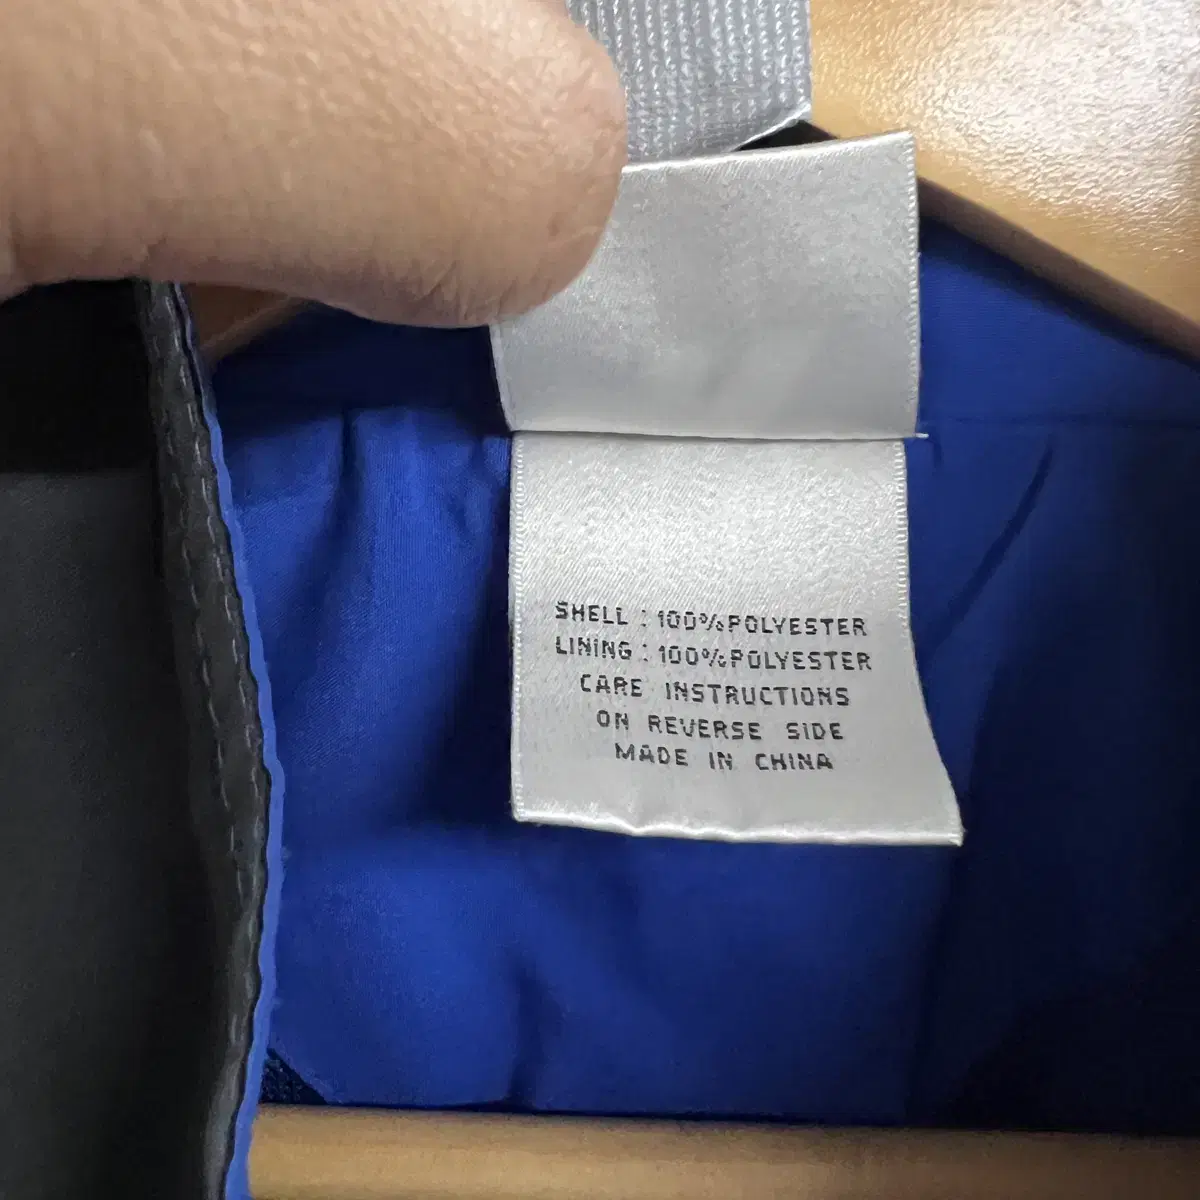 SHELL : 100%POLYESTER
LINING : 100%POLYESTER
CARE INSTRUCTIONS
ON REVERSE SIDE
MADE IN CHINA